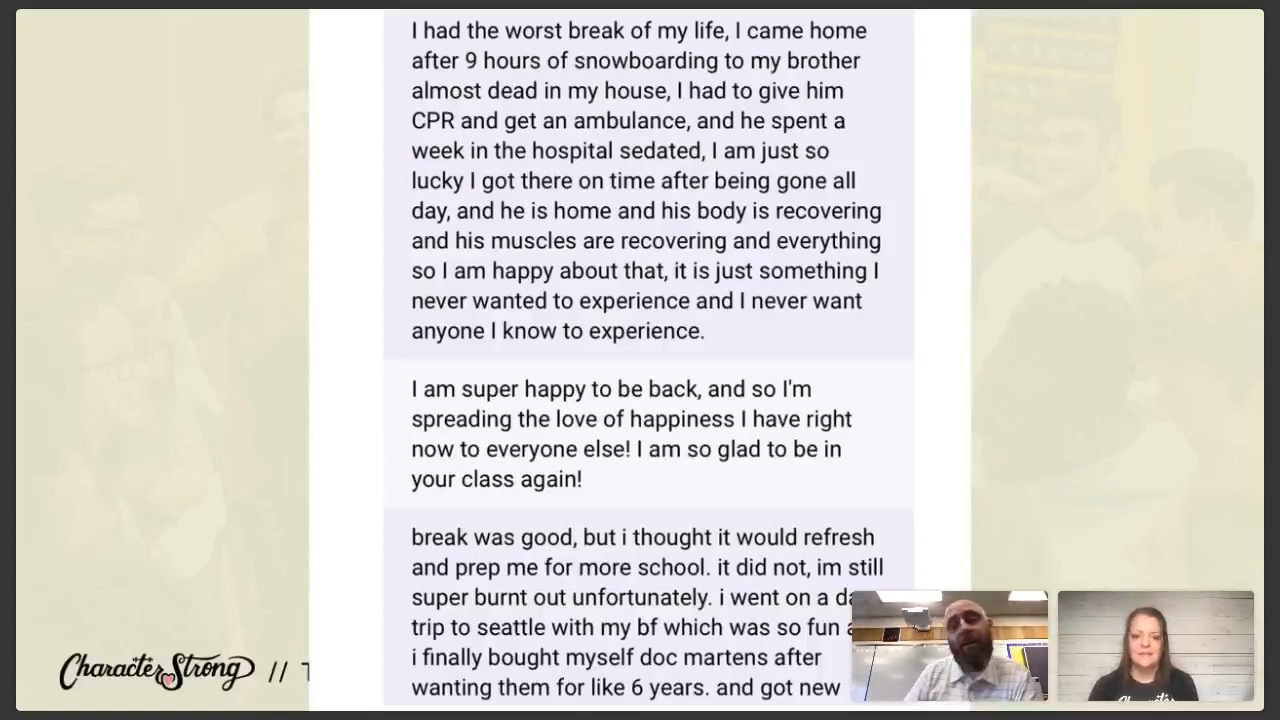 I had the worst break of my life, I came home
after 9 hours of snowboarding to my brother
almost dead in my house, I had to give him
CPR and get an ambulance, and he spent a
week in the hospital sedated, I am just so
lucky I got there on time after being gone all
day, and he is home and his body is recovering
and his muscles are recovering and everything
so I am happy about that, it is just something I
never wanted to experience and I never want
anyone I know to experience.
I am super happy to be back, and so I'm
spreading the love of happiness I have right
now to everyone else! I am so glad to be in
your class again!
break was good, but i thought it would refresh
and prep me for more school. it did not, im still
super burnt out unfortunately. i went on a
trip to seattle with my bf which was so fun
i finally bought myself doc martens after
wanting them for like 6 years. and got new
CharacterStrong // T
Character